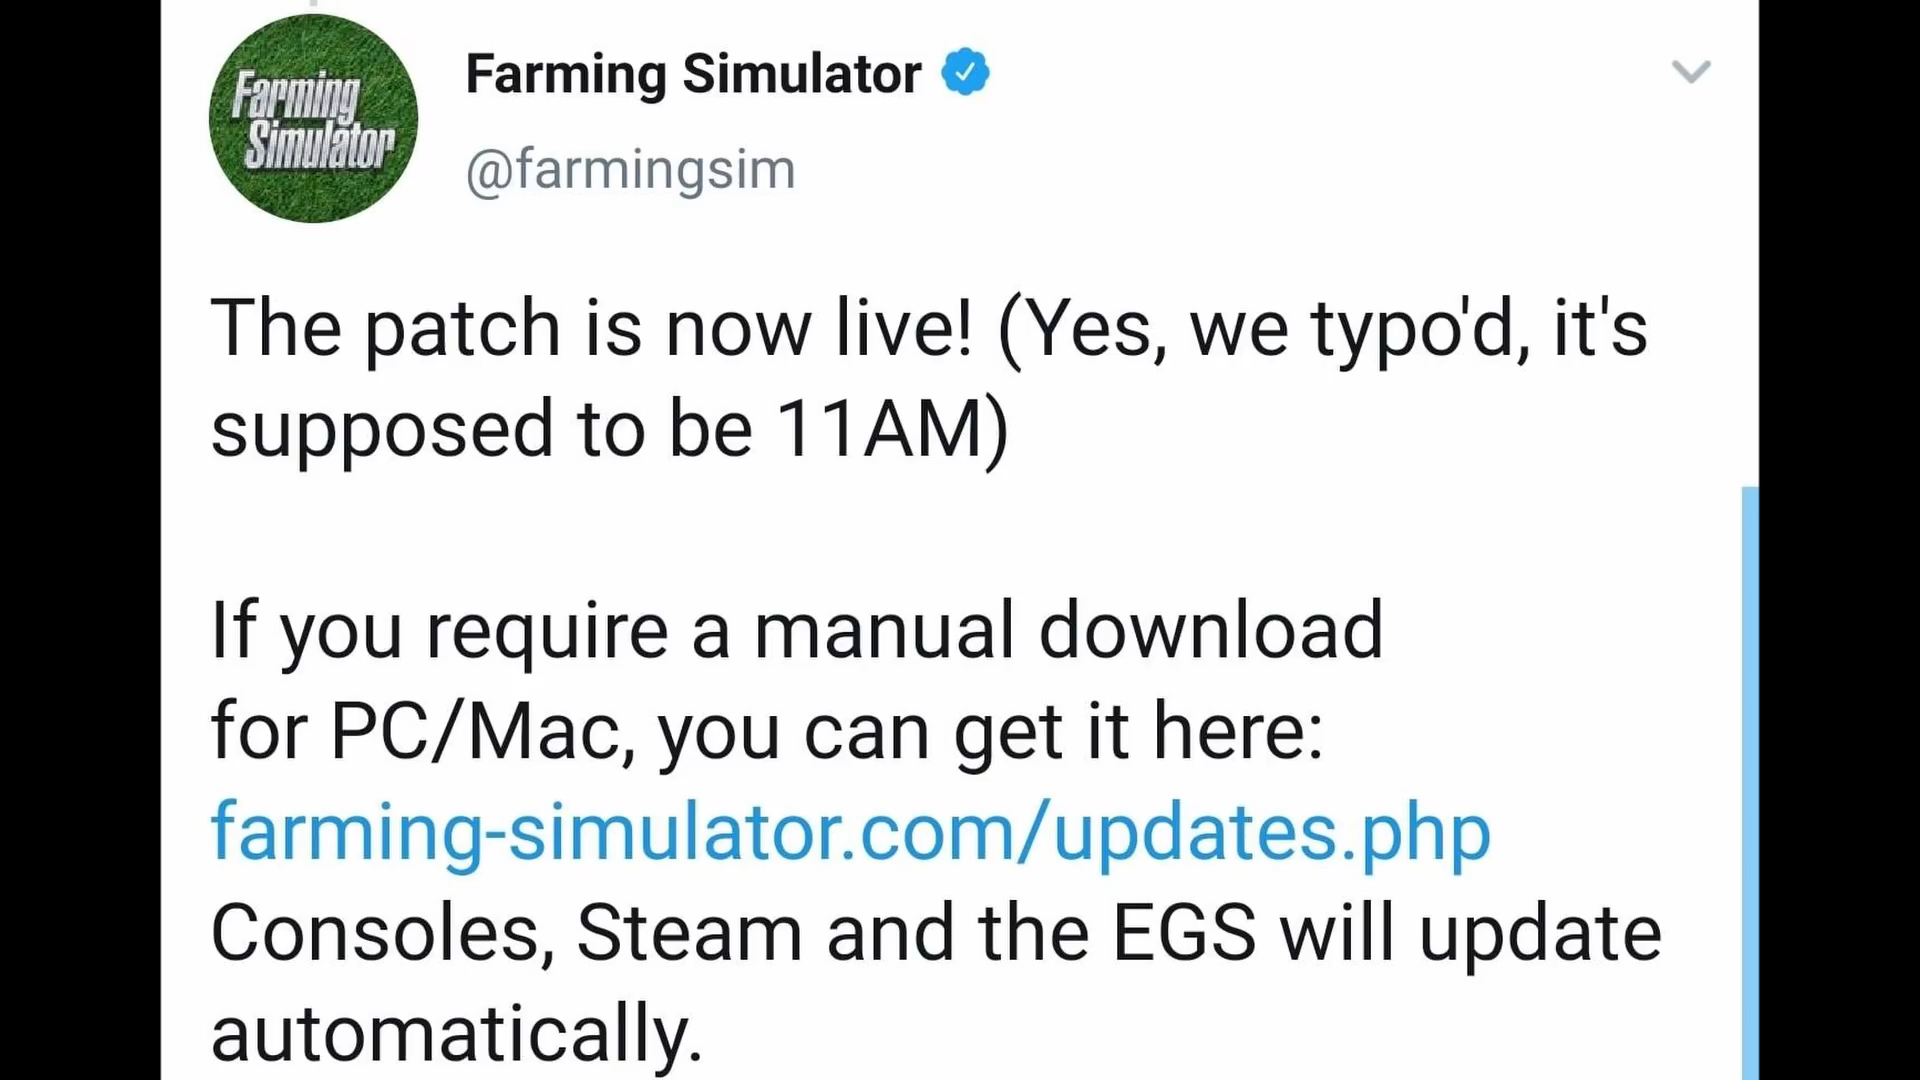 Farming Simulator
Farming
Simulator
@farmingsim
The patch is now live! (Yes, we typo'd, it's
supposed to be 11AM)
If you require a manual download
for PC/Mac, you can get it here:
farming-simulator.com/updates.php
Consoles, Steam and the EGS will update
automatically.